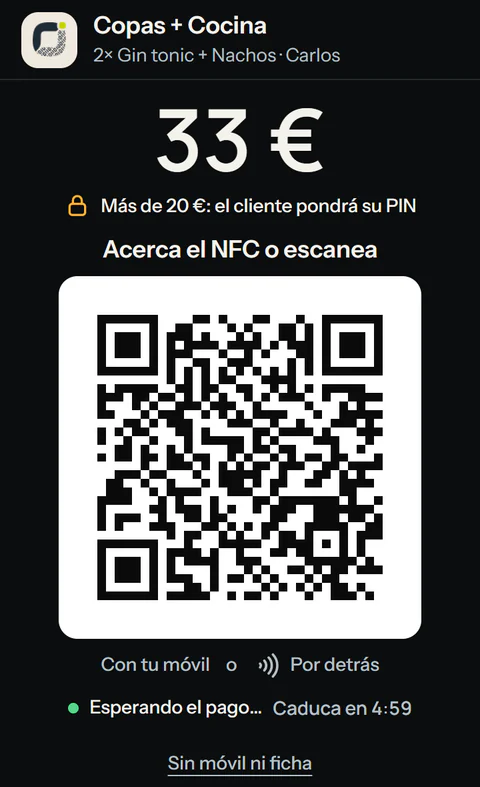 Copas + Cocina
2× Gin tonic + Nachos · Carlos
33 €
Más de 20 €: el cliente pondrá su PIN
Acerca el NFC o escanea
Con tu móvil o Por detrás
Esperando el pago... Caduca en 4:59
Sin móvil ni ficha